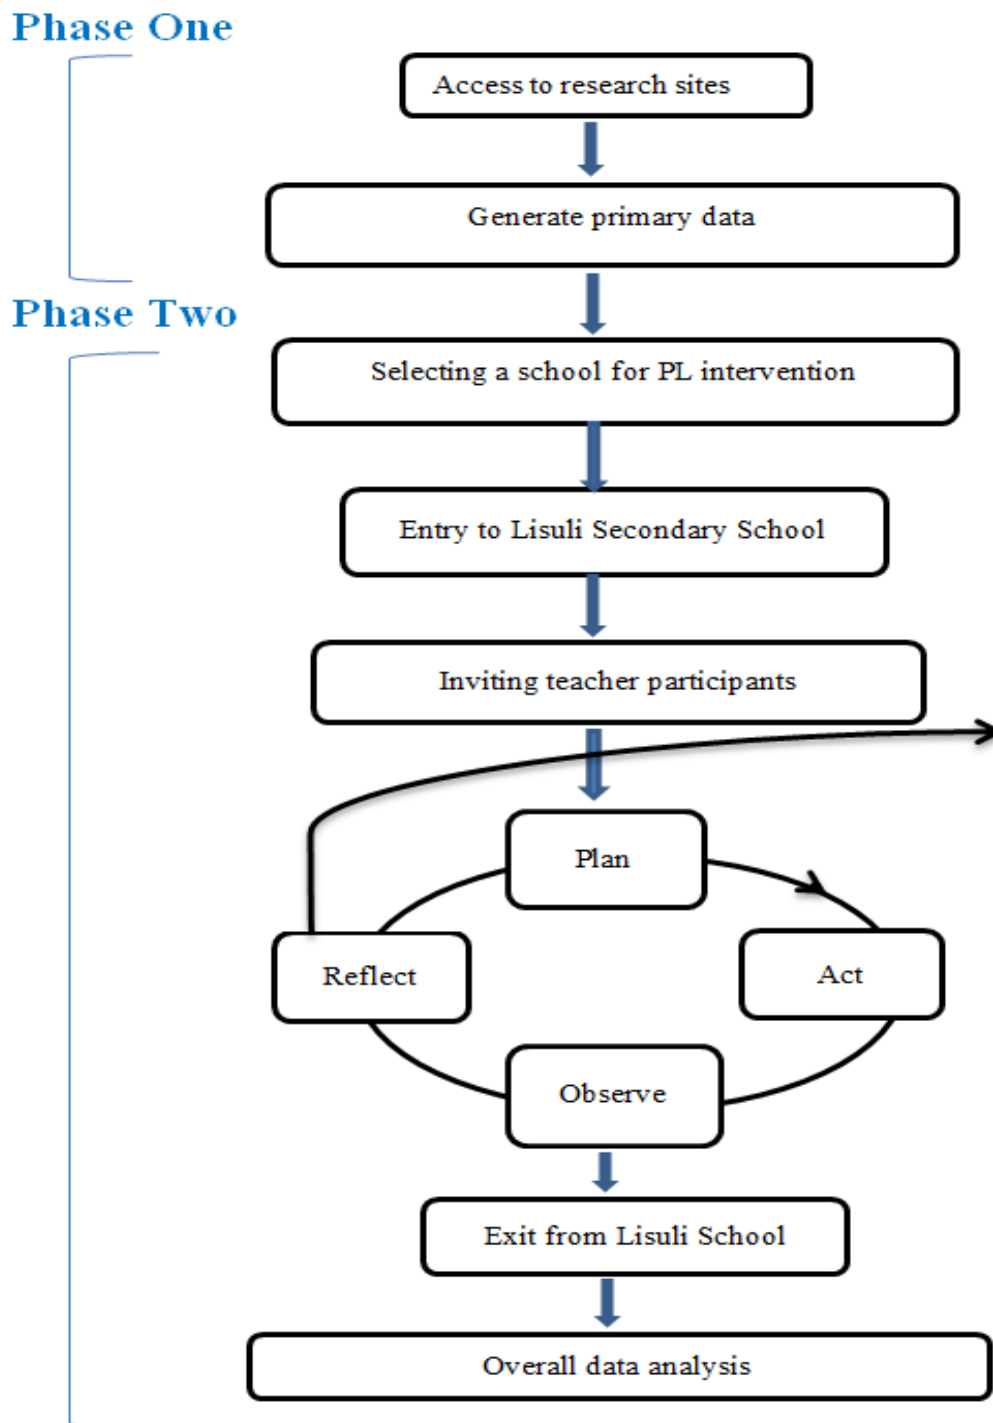 Phase One
Access to research sites
Generate primary data
Phase Two
Selecting a school for PL intervention
Entry to Lisuli Secondary School
Inviting teacher participants
Plan
Reflect
Act
Observe
Exit from Lisuli School
Overall data analysis